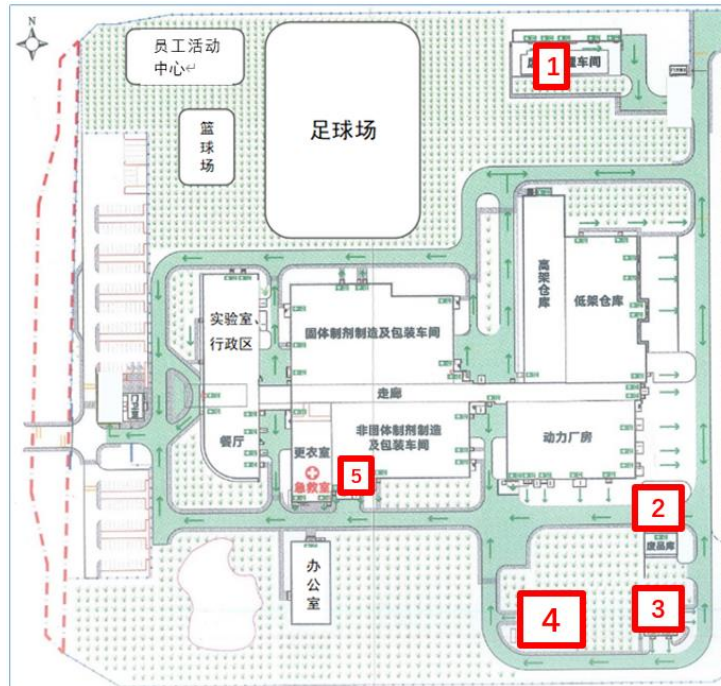 N
员工活动
中心
篮
球
场
足球场
1
车间
高
架
仓
库
低架仓库
实验室、
行政区
固体制剂制造及包装车间
走廊
餐厅
更衣室
急救室
非固体制剂制造
及包装车间
5
动力厂房
2
废品库
办
公
室
4
3